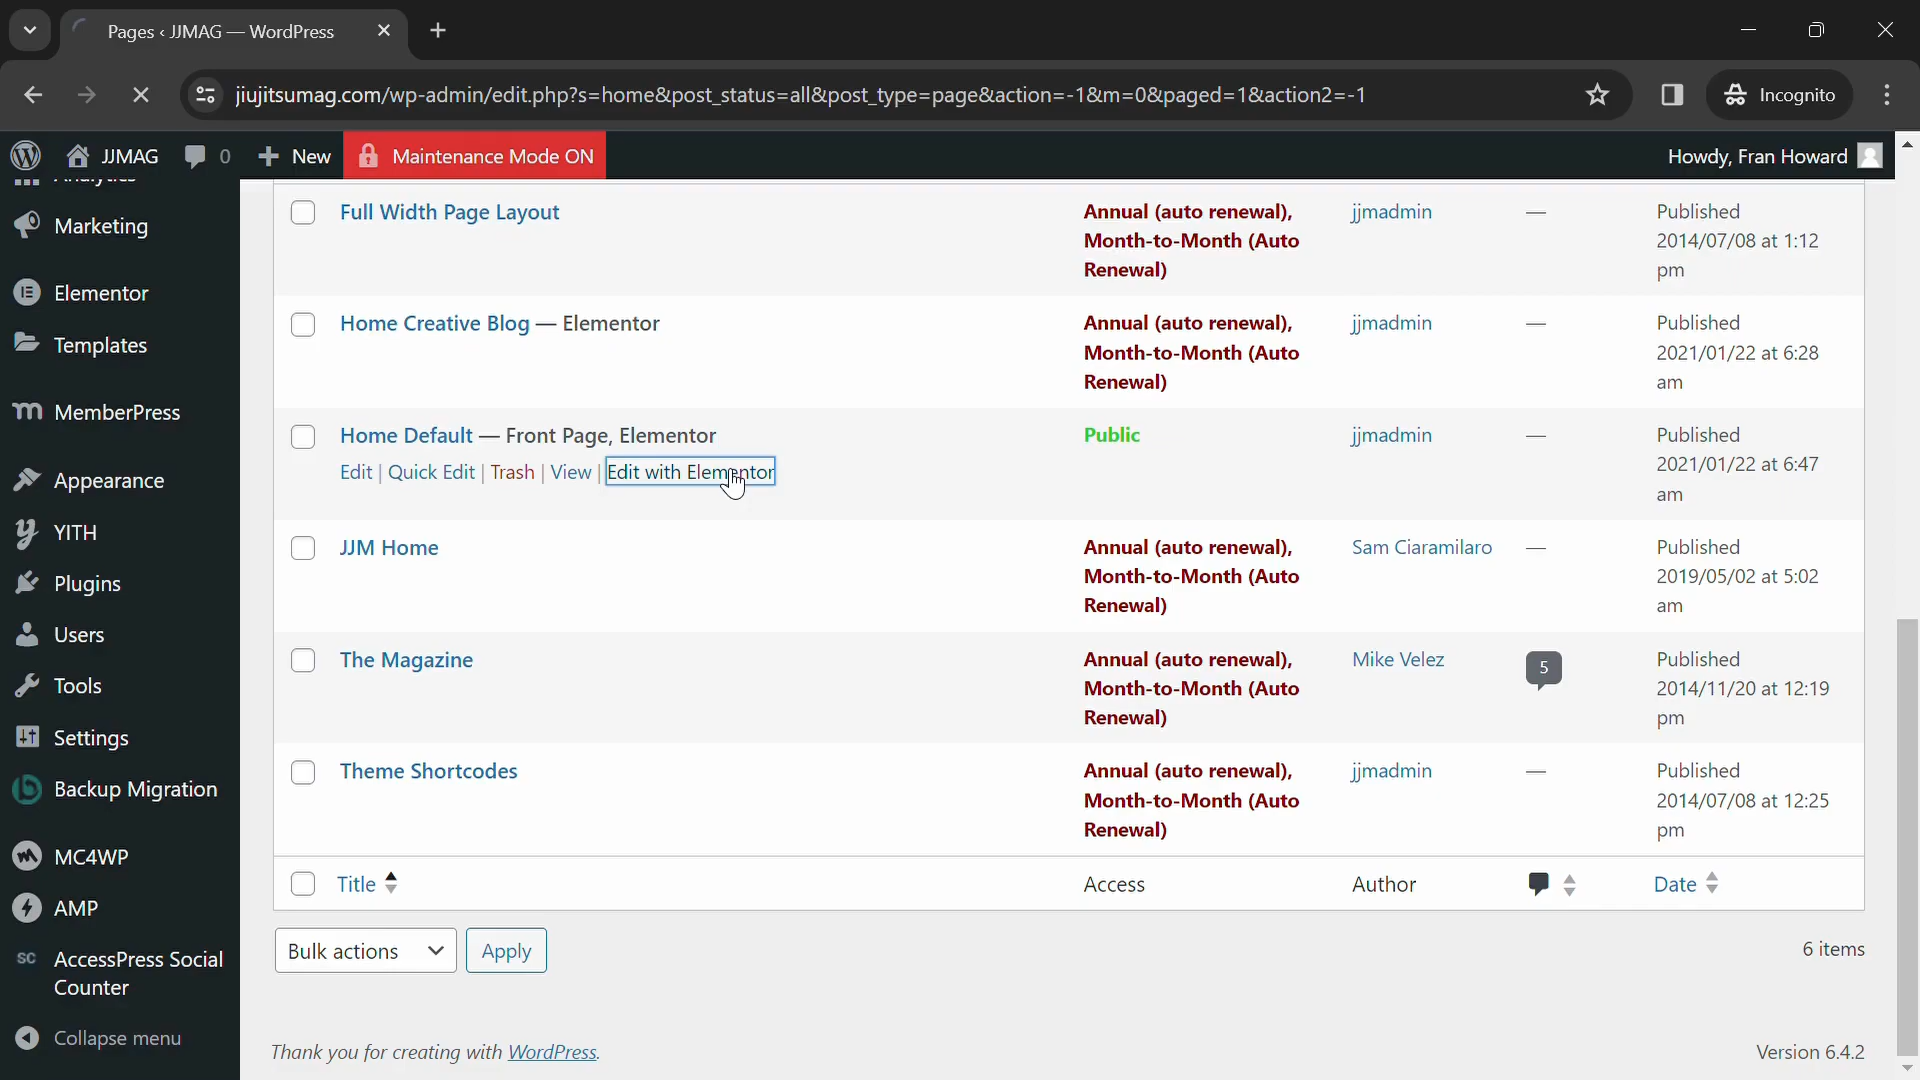 Pages ‹ JJMAG — WordPress
jiujitsumag.com/wp-admin/edit.php?s=home&post_status=all&post_type=page&action=-1&m=0&paged=1&action2=-1
Incognito
JJMAG
0
New
Maintenance Mode ON
Howdy, Fran Howard
Analytics
Marketing
Elementor
Templates
MemberPress
Appearance
YITH
Plugins
Users
Tools
Settings
Backup Migration
MC4WP
AMP
SC
AccessPress Social
Counter
Collapse menu
Full Width Page Layout
Annual (auto renewal),
Month-to-Month (Auto
Renewal)
jjmadmin
—
Published
2014/07/08 at 1:12
pm
Home Creative Blog — Elementor
Annual (auto renewal),
Month-to-Month (Auto
Renewal)
jjmadmin
—
Published
2021/01/22 at 6:28
am
Home Default — Front Page, Elementor
Edit | Quick Edit | Trash | View | Edit with Elementor
Public
jjmadmin
—
Published
2021/01/22 at 6:47
am
JJM Home
Annual (auto renewal),
Month-to-Month (Auto
Renewal)
Sam Ciaramilaro
—
Published
2019/05/02 at 5:02
am
The Magazine
Annual (auto renewal),
Month-to-Month (Auto
Renewal)
Mike Velez
5
Published
2014/11/20 at 12:19
pm
Theme Shortcodes
Annual (auto renewal),
Month-to-Month (Auto
Renewal)
jjmadmin
—
Published
2014/07/08 at 12:25
pm
Title
Access
Author
Date
Bulk actions
Apply
6 items
Thank you for creating with WordPress.
Version 6.4.2